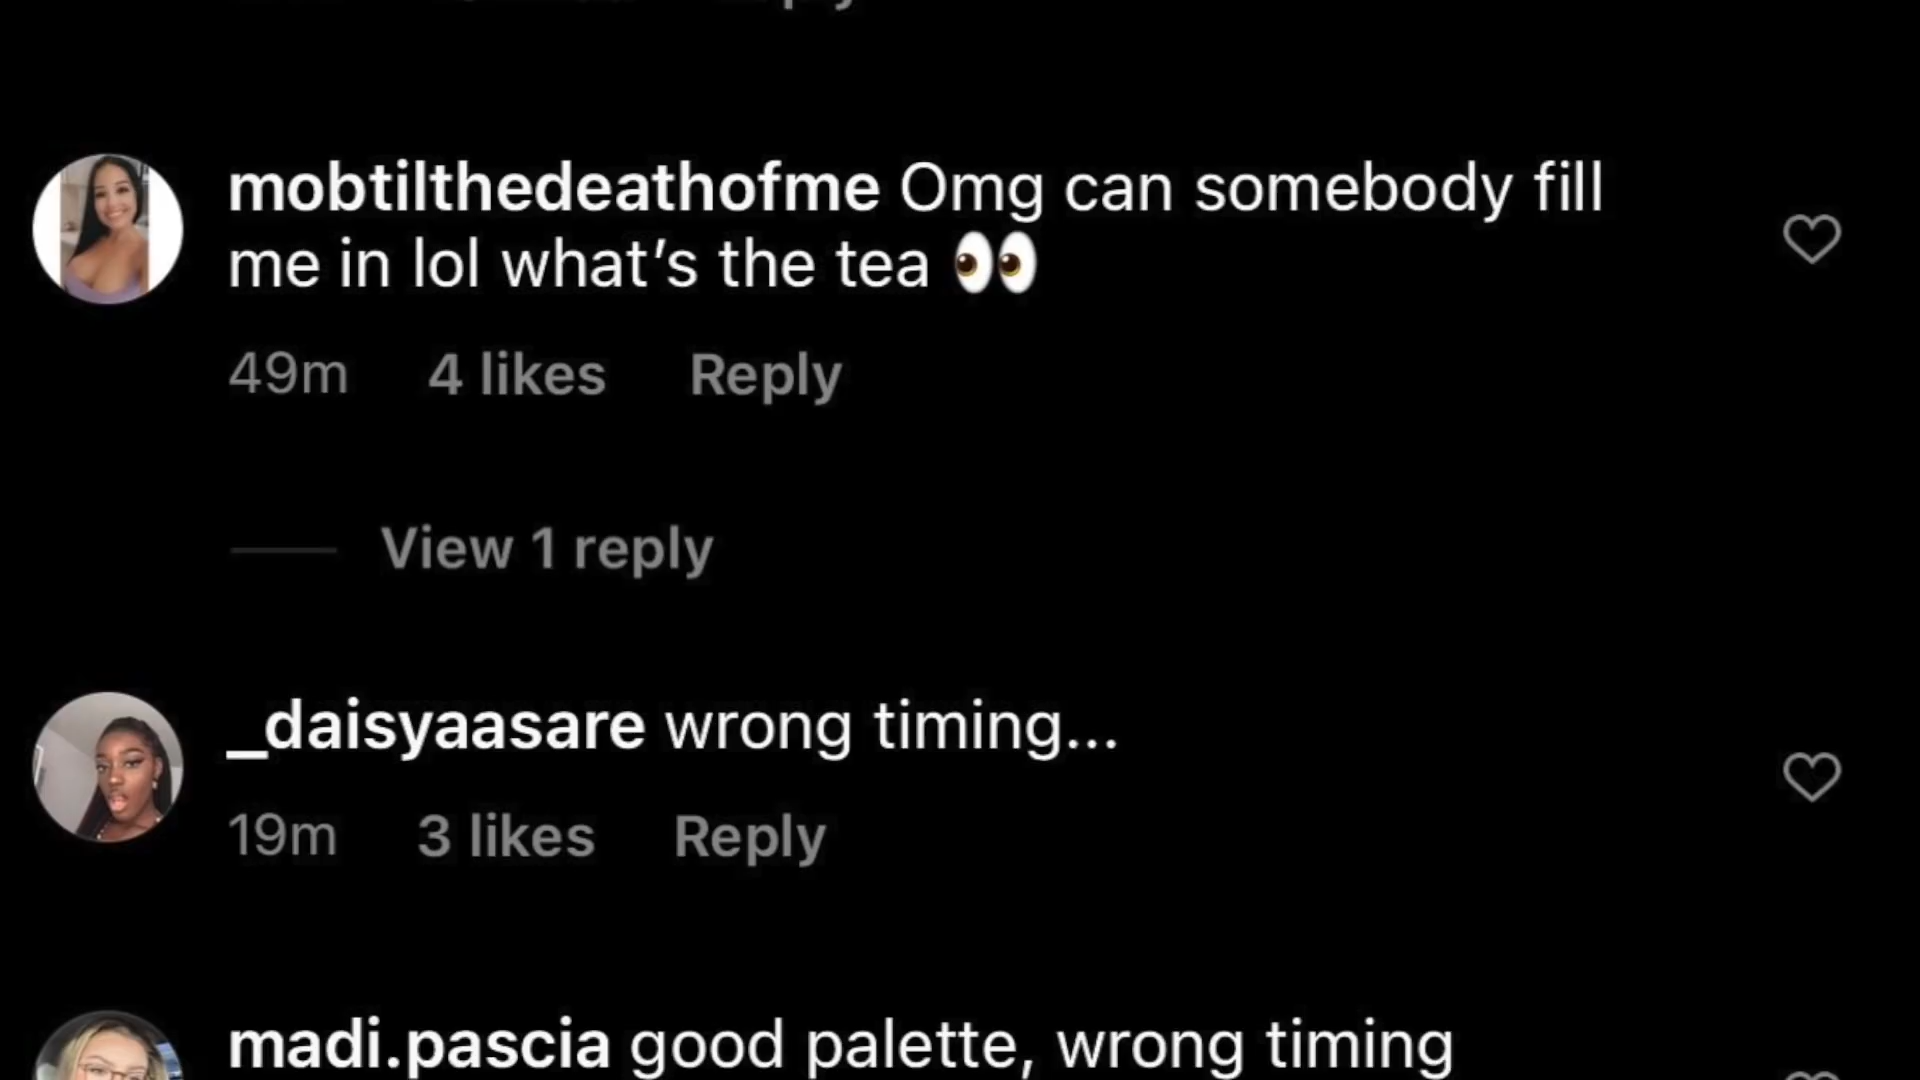 mobtilthedeathofme Omg can somebody fill
me in lol what's the tea 👀
49m 4 likes Reply
View 1 reply
_daisyaasare wrong timing...
19m 3 likes Reply
madi.pascia good palette, wrong timing